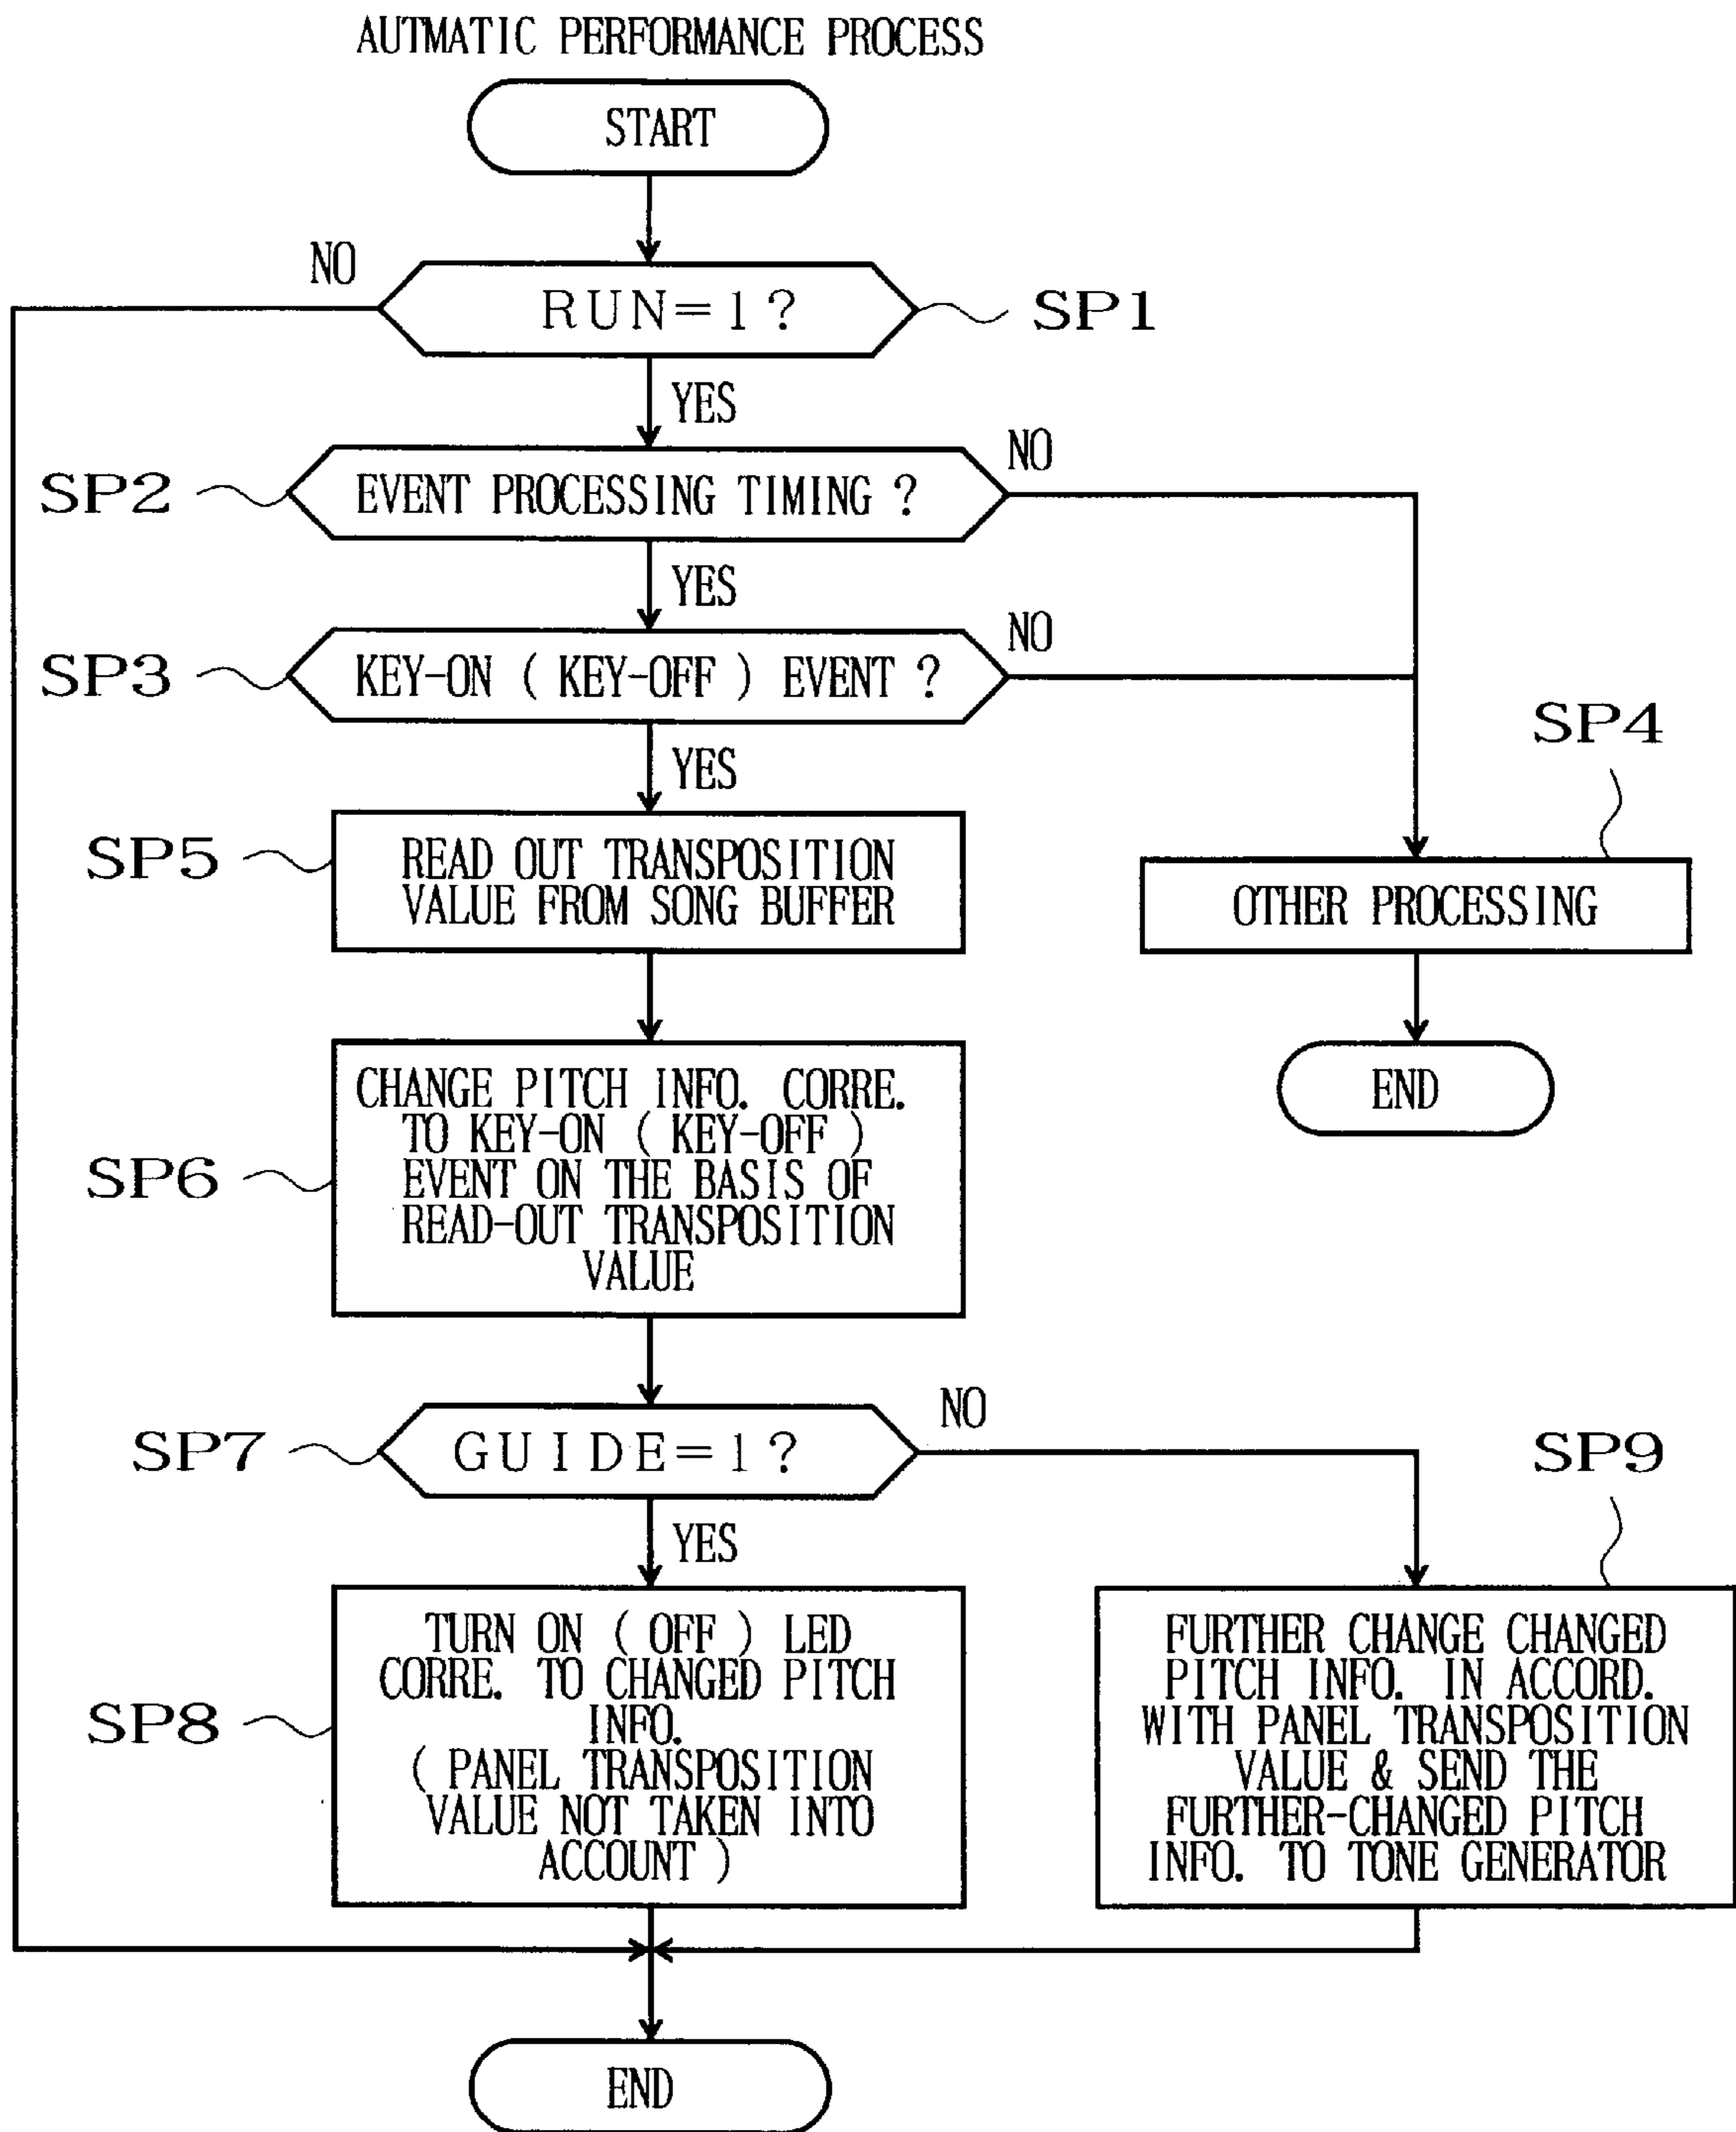 AUTMATIC PERFORMANCE PROCESS
START
NO
RUN=1?
SP1
YES
SP2
EVENT PROCESSING TIMING ?
NO
YES
SP3
KEY-ON ( KEY-OFF ) EVENT ?
NO
YES
SP4
SP5
READ OUT TRANSPOSITION
VALUE FROM SONG BUFFER
OTHER PROCESSING
END
SP6
CHANGE PITCH INFO. CORRE.
TO KEY-ON ( KEY-OFF )
EVENT ON THE BASIS OF
READ-OUT TRANSPOSITION
VALUE
SP7
GUIDE=1?
NO
YES
SP9
SP8
TURN ON ( OFF ) LED
CORRE. TO CHANGED PITCH
INFO.
( PANEL TRANSPOSITION
VALUE NOT TAKEN INTO
ACCOUNT )
FURTHER CHANGE CHANGED
PITCH INFO. IN ACCORD.
WITH PANEL TRANSPOSITION
VALUE & SEND THE
FURTHER-CHANGED PITCH
INFO. TO TONE GENERATOR
END